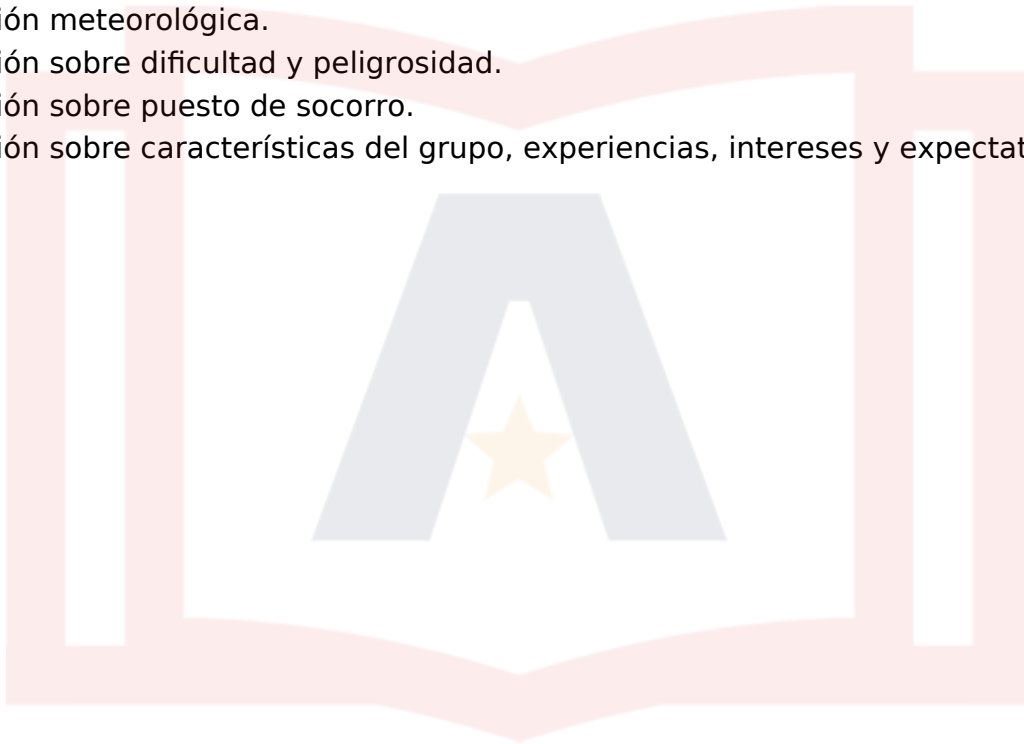 ión meteorológica.
ión sobre dificultad y peligrosidad.
ión sobre puesto de socorro.
ión sobre características del grupo, experiencias, intereses y expectat